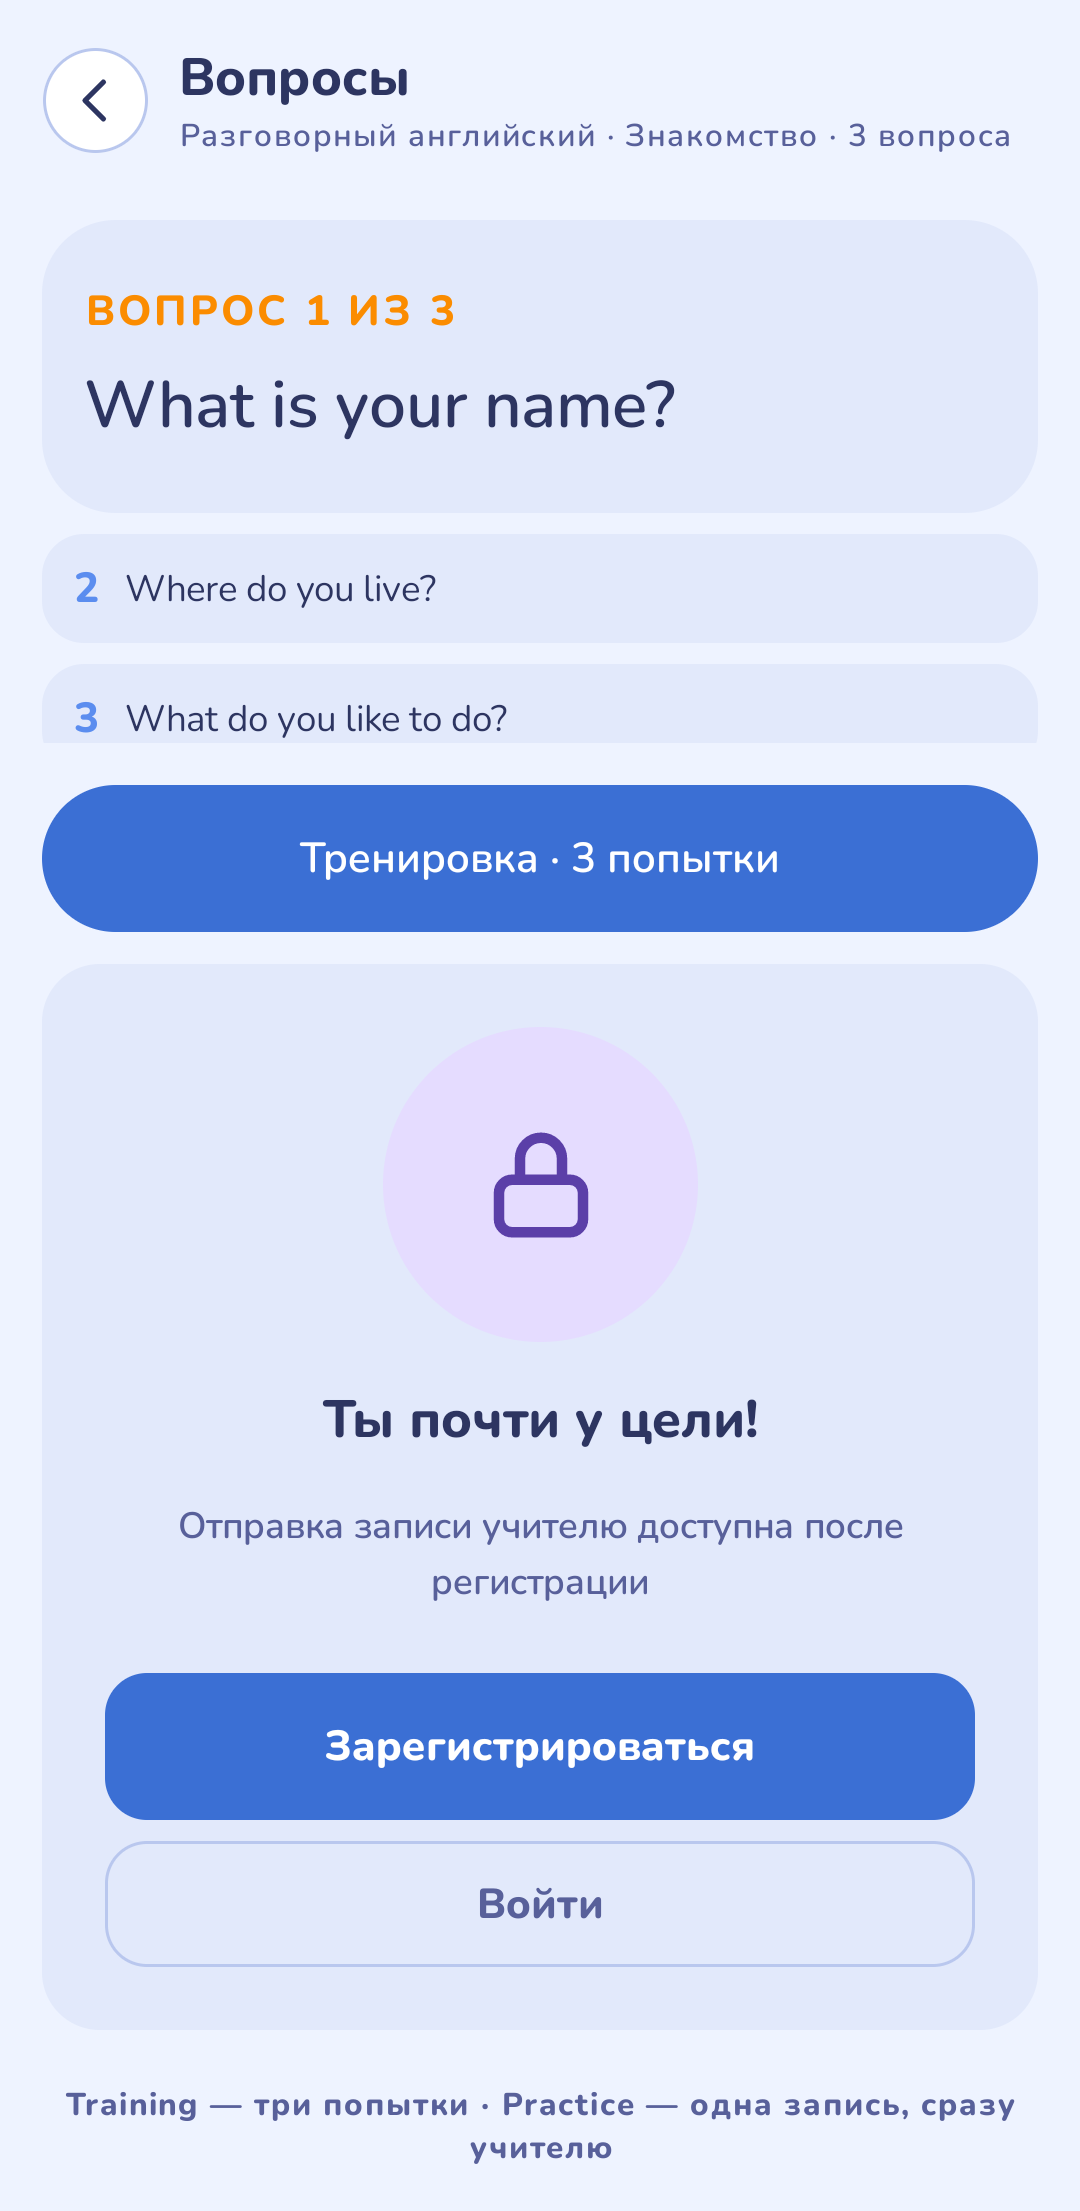 Вопросы
Разговорный английский · Знакомство · 3 вопроса
ВОПРОС 1 ИЗ 3
What is your name?
2 Where do you live?
3 What do you like to do?
Тренировка · 3 попытки
Ты почти у цели!
Отправка записи учителю доступна после
регистрации
Зарегистрироваться
Войти
Training — три попытки · Practice — одна запись, сразу
учителю